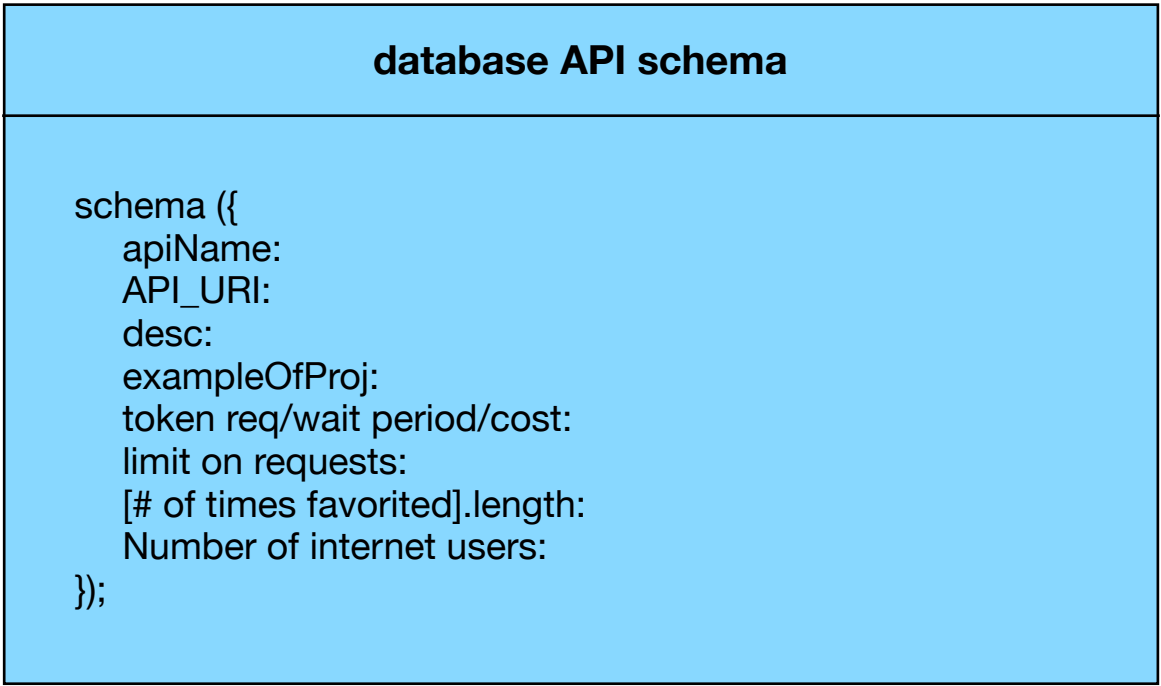 database API schema
schema ({
apiName:
API_URI:
desc:
exampleOfProj:
token req/wait period/cost:
limit on requests:
[# of times favorited].length:
Number of internet users:
});